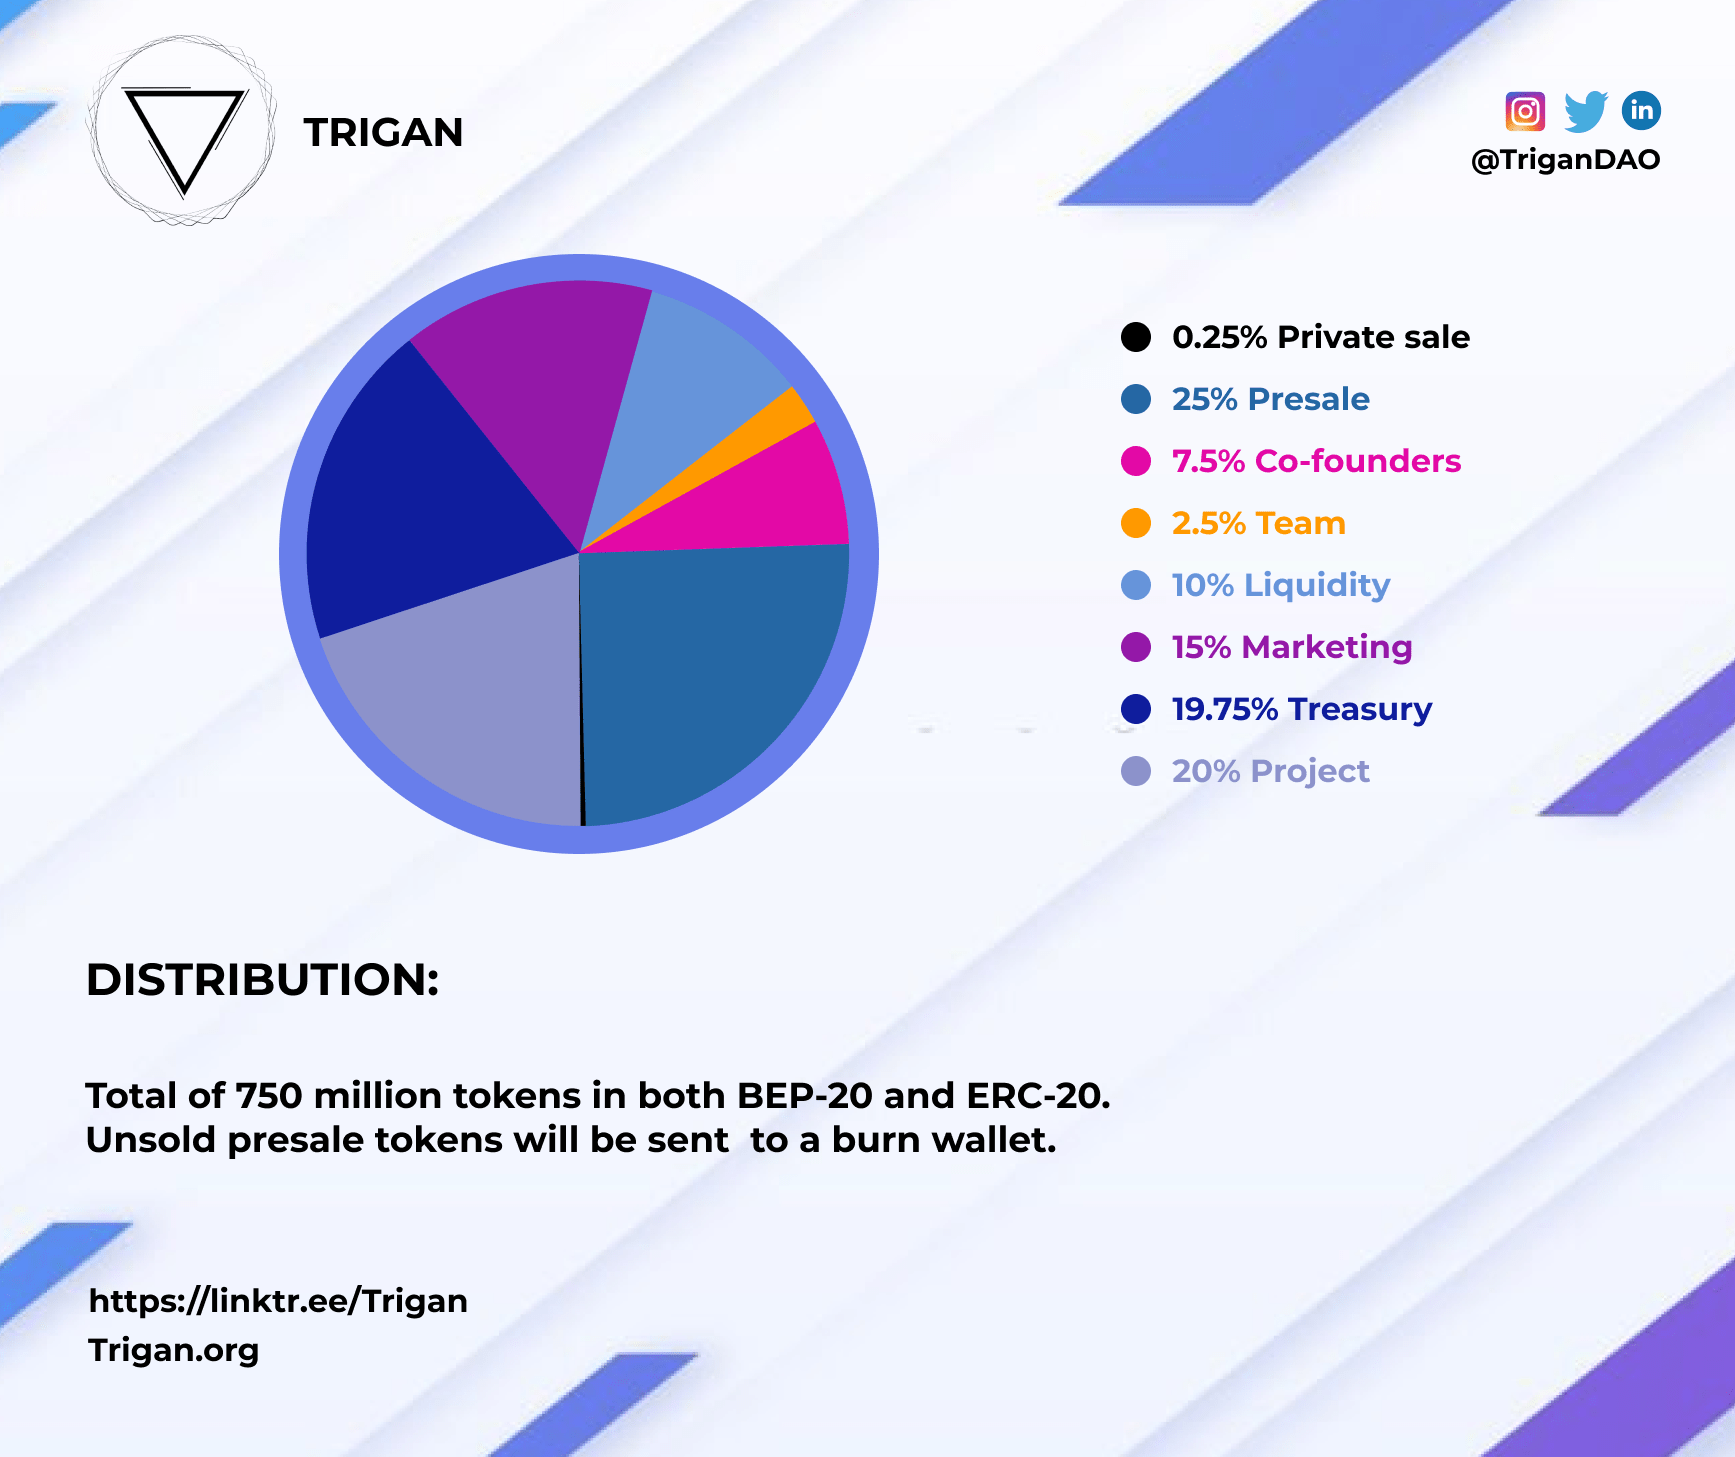 TRIGAN
in
@TriganDAO
0.25% Private sale
25% Presale
7.5% Co-founders
2.5% Team
10% Liquidity
15% Marketing
19.75% Treasury
20% Project
DISTRIBUTION:
Total of 750 million tokens in both BEP-20 and ERC-20.
Unsold presale tokens will be sent  to a burn wallet.
https://linktr.ee/Trigan
Trigan.org